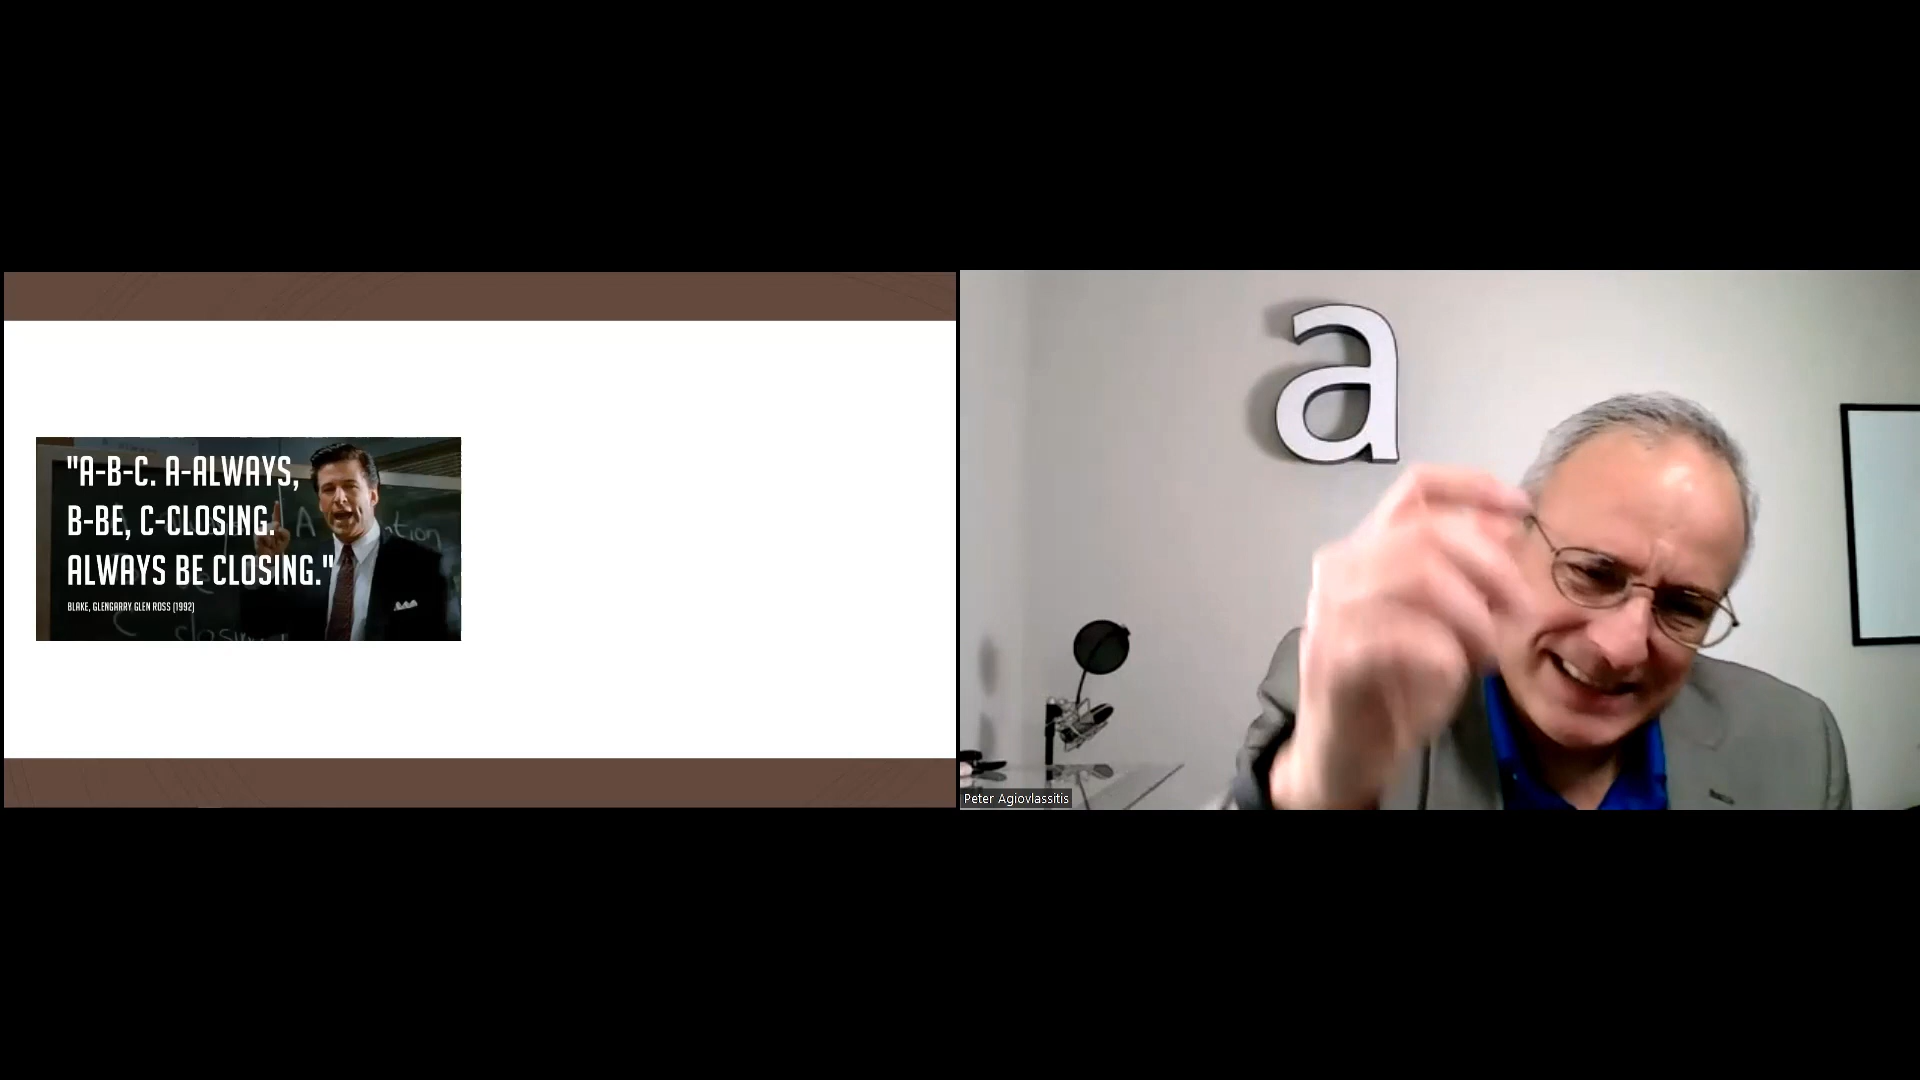 "A-B-C. A-ALWAYS,
B-BE, C-CLOSING.
ALWAYS BE CLOSING."
BLAKE, GLENGARRY GLEN ROSS (1992)
a
Peter Agiovlassitis